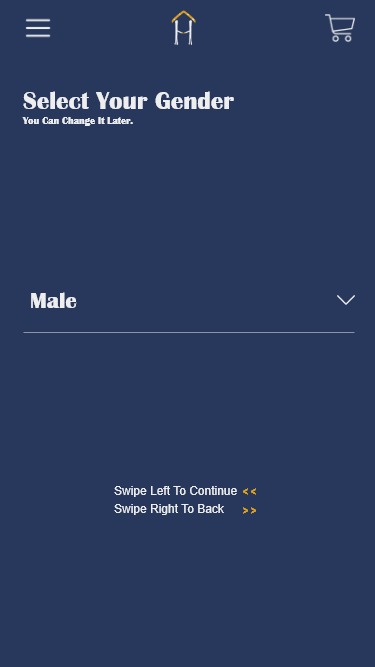 Select Your Gender
You Can Change It Later.
Male
Swipe Left To Continue <<
Swipe Right To Back >>